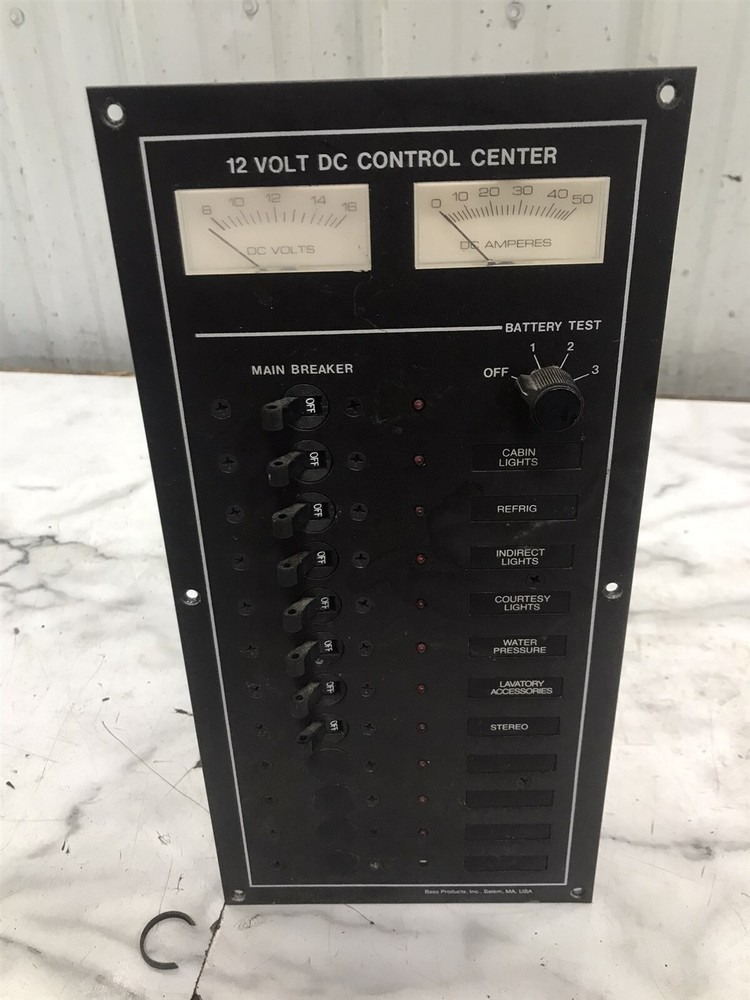 12 VOLT DC CONTROL CENTER
8 10 12 14 16
DC VOLTS
0 10 20 30 40 50
DC AMPERES
BATTERY TEST
OFF 1 2 3
MAIN BREAKER
OFF
OFF
CABIN
LIGHTS
OFF
REFRIG
OFF
INDIRECT
LIGHTS
OFF
COURTESY
LIGHTS
OFF
WATER
PRESSURE
OFF
LAVATORY
ACCESSORIES
OFF
STEREO
Bass Products, Inc. Salem, MA, USA